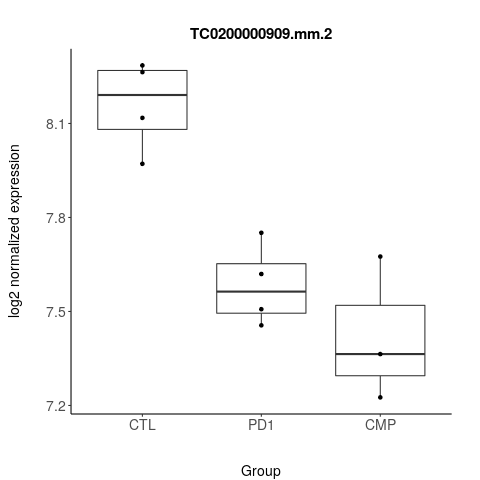 TC0200000909.mm.2
log2 normalized expression
8.1
7.8
7.5
7.2
CTL PD1 CMP
Group